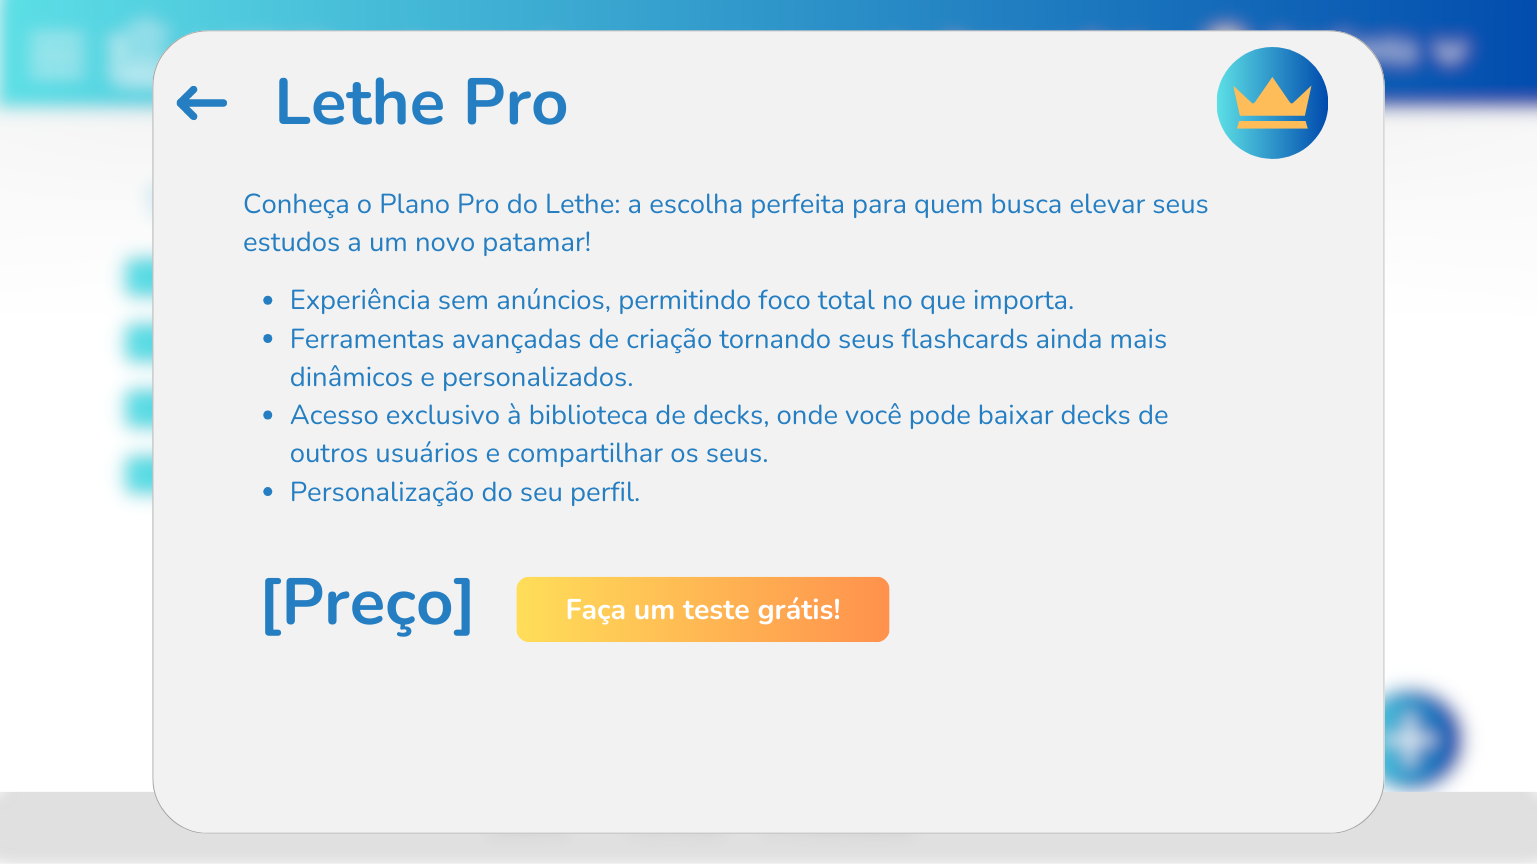 Lethe Pro
Conheça o Plano Pro do Lethe: a escolha perfeita para quem busca elevar seus
estudos a um novo patamar!
• Experiência sem anúncios, permitindo foco total no que importa.
• Ferramentas avançadas de criação tornando seus flashcards ainda mais
dinâmicos e personalizados.
• Acesso exclusivo à biblioteca de decks, onde você pode baixar decks de
outros usuários e compartilhar os seus.
• Personalização do seu perfil.
[Preço]
Faça um teste grátis!